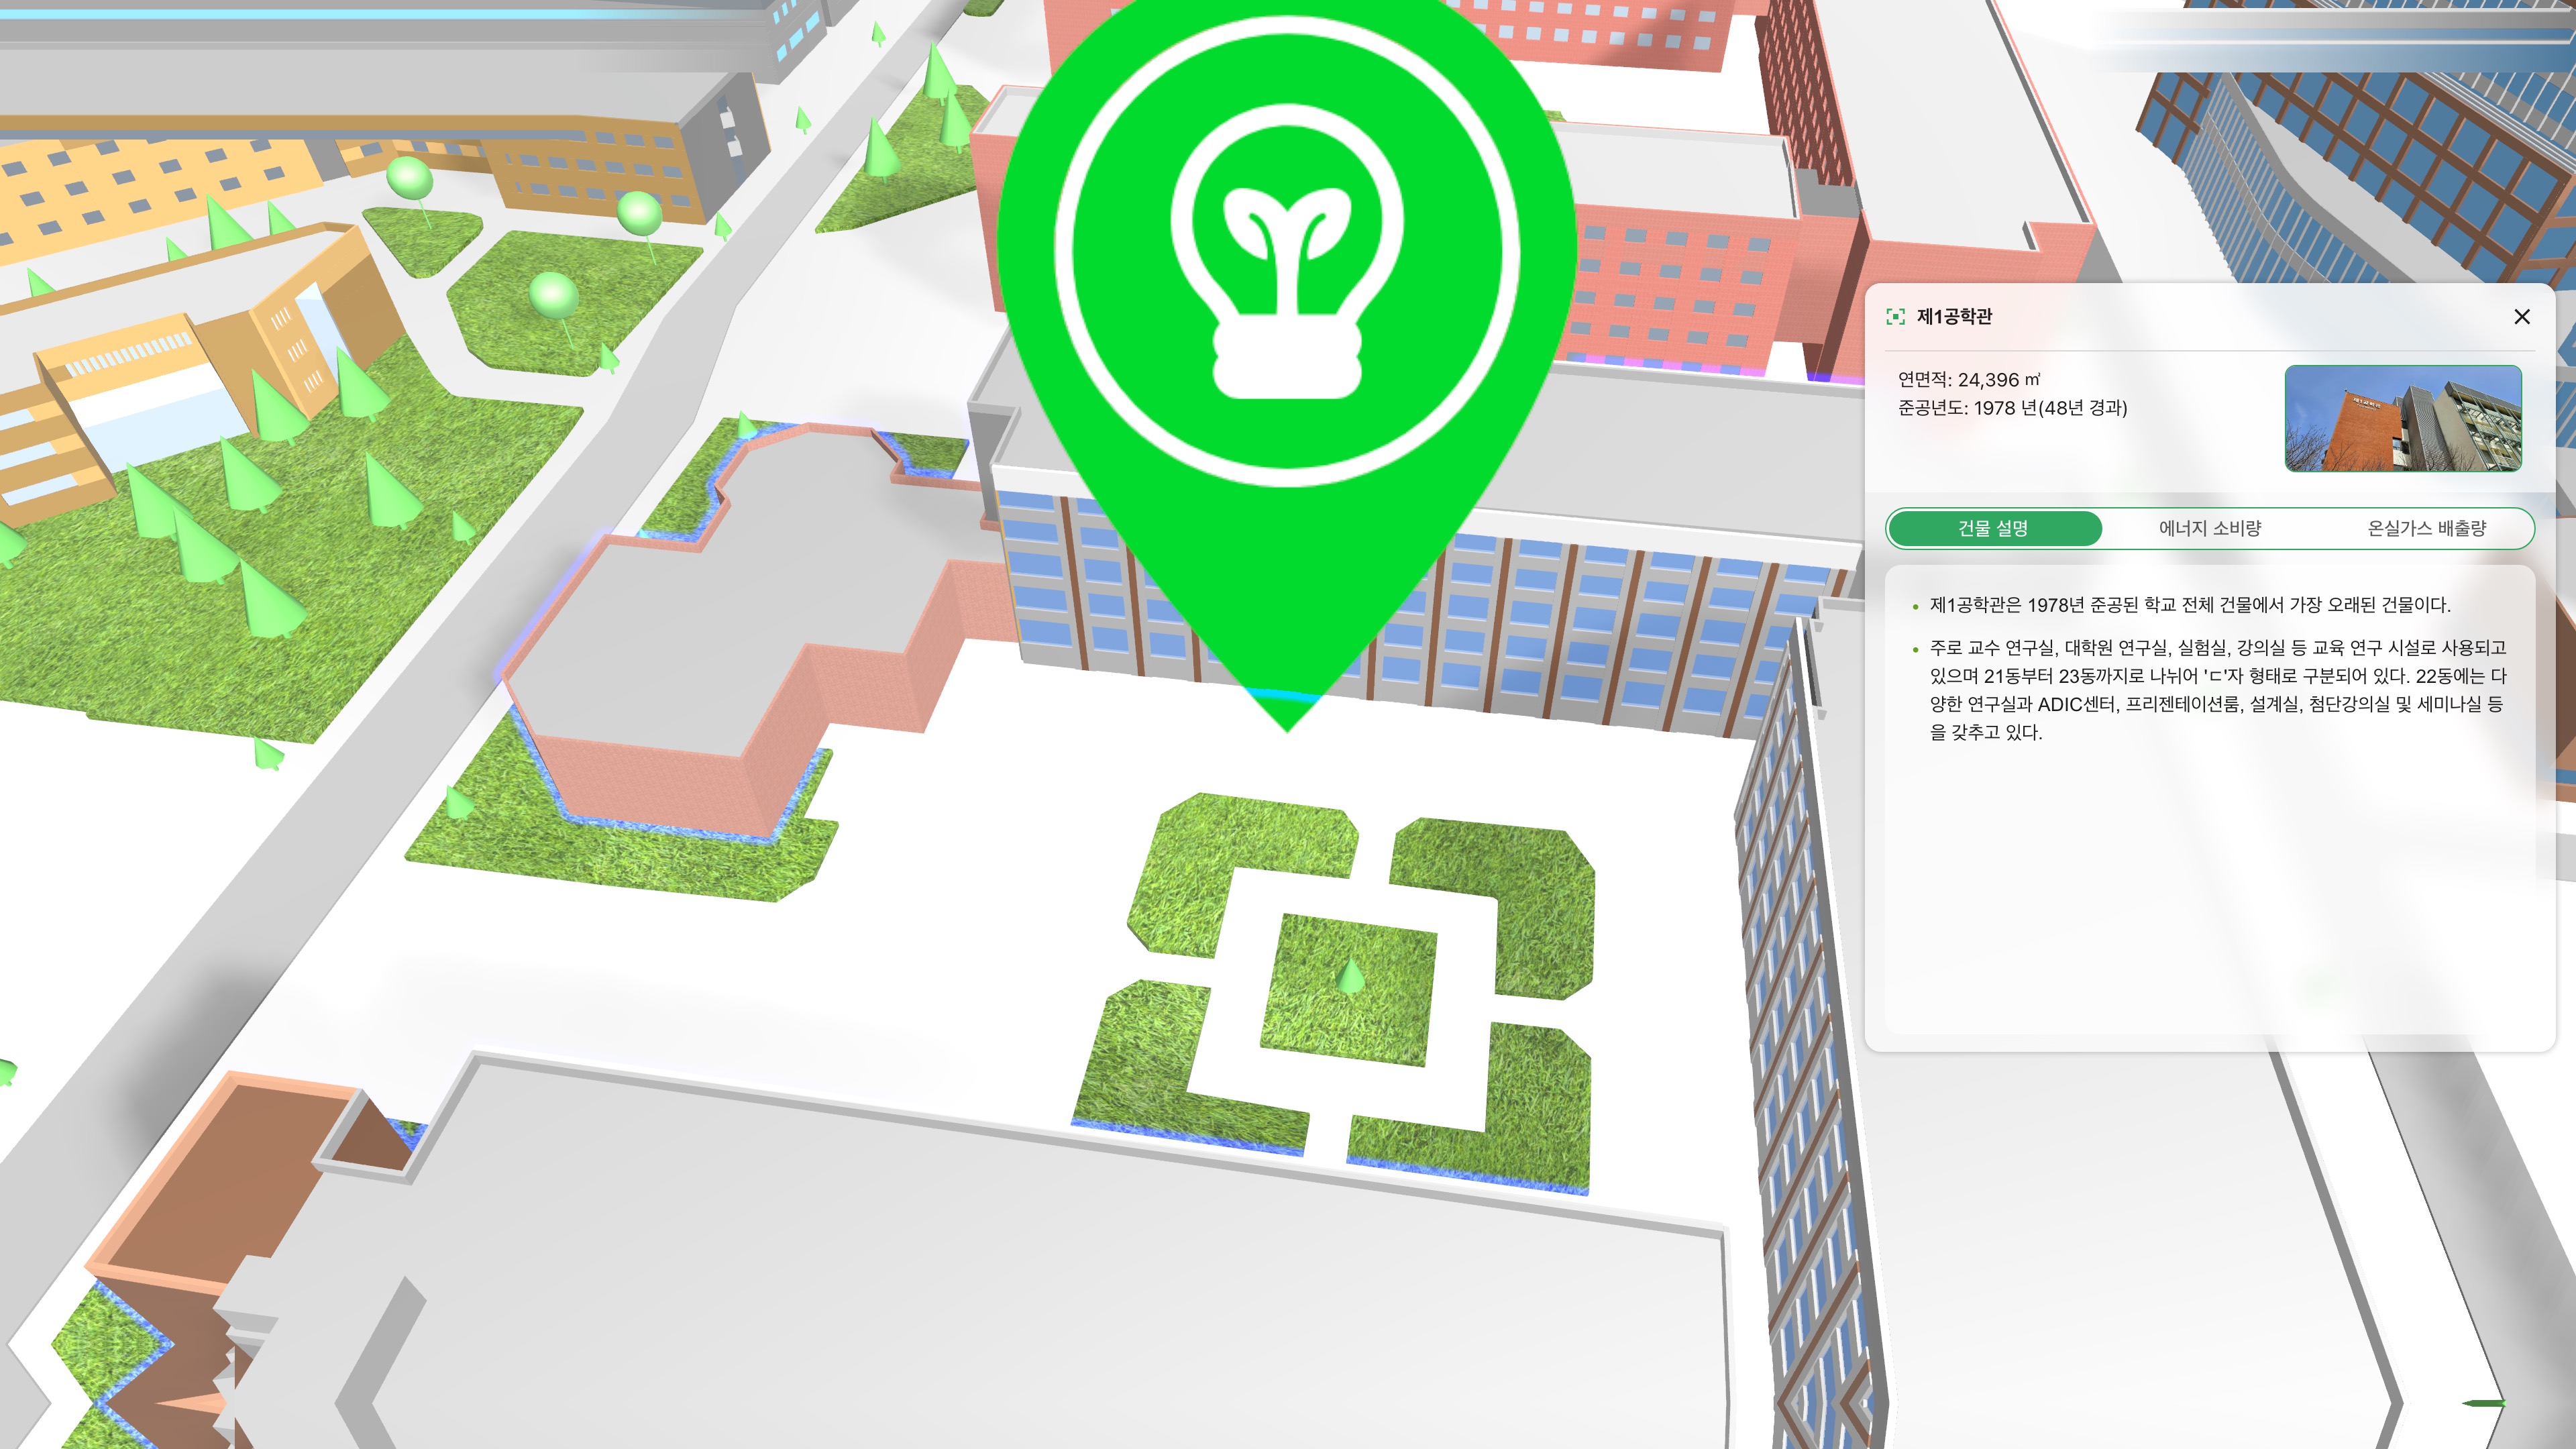 제1공학관
연면적: 24,396 ㎡
준공년도: 1978 년(48년 경과)
제1공학관
건물 설명
에너지 소비량
온실가스 배출량
제1공학관은 1978년 준공된 학교 전체 건물에서 가장 오래된 건물이다.
주로 교수 연구실, 대학원 연구실, 실험실, 강의실 등 교육 연구 시설로 사용되고
있으며 21동부터 23동까지로 나뉘어 'ㄷ'자 형태로 구분되어 있다. 22동에는 다
양한 연구실과 ADIC센터, 프리젠테이션룸, 설계실, 첨단강의실 및 세미나실 등
을 갖추고 있다.